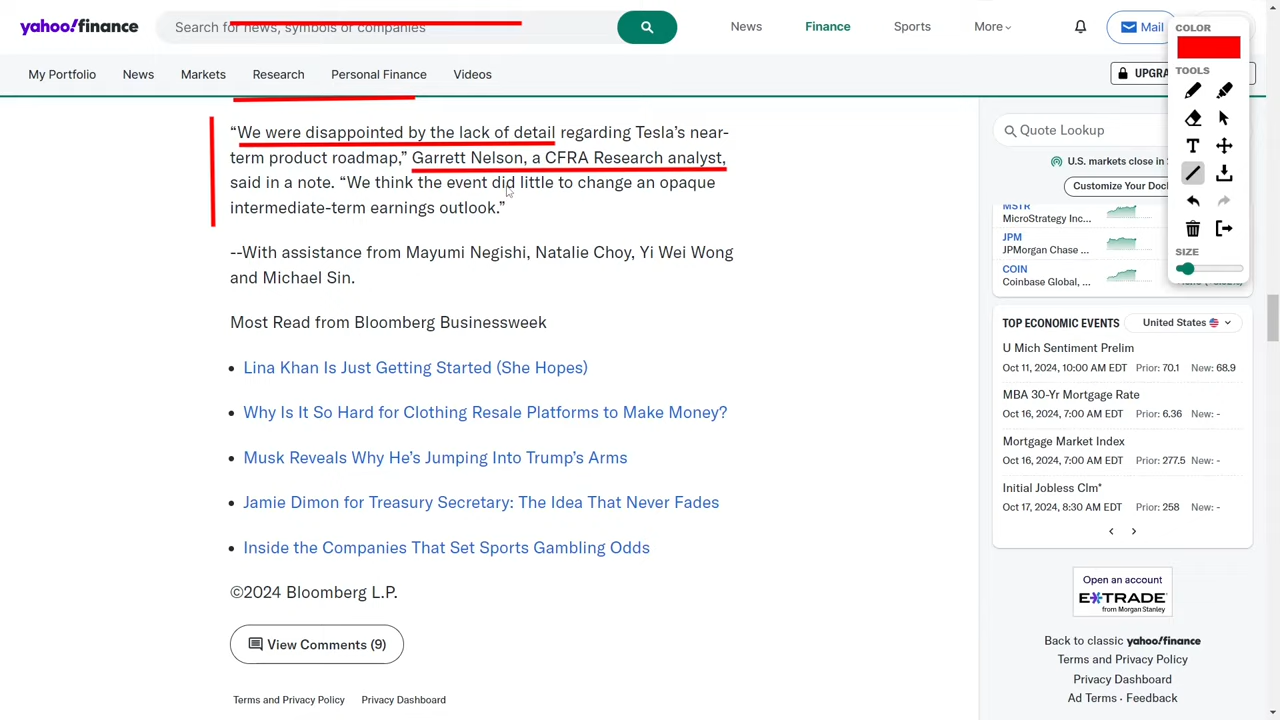 yahoo!finance
Search for news, symbols or companies
News
Finance
Sports
More
Mail
COLOR
My Portfolio
News
Markets
Research
Personal Finance
Videos
TOOLS
T
SIZE
“We were disappointed by the lack of detail regarding Tesla’s near-
term product roadmap,” Garrett Nelson, a CFRA Research analyst,
said in a note. “We think the event did little to change an opaque
intermediate-term earnings outlook.”
--With assistance from Mayumi Negishi, Natalie Choy, Yi Wei Wong
and Michael Sin.
Most Read from Bloomberg Businessweek
Lina Khan Is Just Getting Started (She Hopes)
Why Is It So Hard for Clothing Resale Platforms to Make Money?
Musk Reveals Why He’s Jumping Into Trump’s Arms
Jamie Dimon for Treasury Secretary: The Idea That Never Fades
Inside the Companies That Set Sports Gambling Odds
©2024 Bloomberg L.P.
View Comments (9)
Terms and Privacy Policy
Privacy Dashboard
Quote Lookup
U.S. markets close in
Customize Your
MSTR
MicroStrategy Inc...
JPM
JPMorgan Chase ...
COIN
Coinbase Global, ...
TOP ECONOMIC EVENTS
United States
U Mich Sentiment Prelim
Oct 11, 2024, 10:00 AM EDT Prior: 70.1 New: 68.9
MBA 30-Yr Mortgage Rate
Oct 16, 2024, 7:00 AM EDT Prior: 6.36 New: -
Mortgage Market Index
Oct 16, 2024, 7:00 AM EDT Prior: 277.5 New: -
Initial Jobless Clm*
Oct 17, 2024, 8:30 AM EDT Prior: 258 New: -
Open an account
E*TRADE
from Morgan Stanley
Back to classic yahoo!finance
Terms and Privacy Policy
Privacy Dashboard
Ad Terms • Feedback